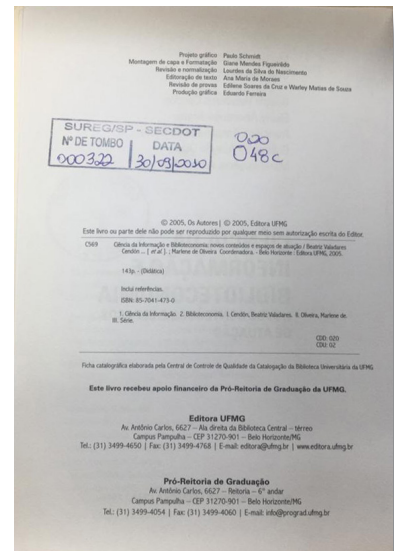 Projeto gráfico Paulo Schmidt
Montagem de capa e Formatação Giane Mendes Figueirêdo
Revisão e normalização Lourdes da Silva do Nascimento
Editoração de texto Ana Maria de Moraes
Revisão de provas Edilene Soares da Cruz e Warley Matias de Souza
Produção gráfica Eduardo Ferreira
SUREG/SP - SECDOT
Nº DE TOMBO DATA
000322 30/09/2010
020
O48c
© 2005, Os Autores | © 2005, Editora UFMG
Este livro ou parte dele não pode ser reproduzido por qualquer meio sem autorização escrita do Editor.
C569 Ciência da Informação e Biblioteconomia: novos conteúdos e espaços de atuação / Beatriz Valadares
Cendón ... [ et al ]. ; Marlene de Oliveira. Coordenadora. - Belo Horizonte : Editora UFMG, 2005.
143p. - (Didática)
Inclui referências.
ISBN: 85-7041-473-0
1. Ciência da Informação. 2. Biblioteconomia. I. Cendón, Beatriz Valadares. II. Oliveira, Marlene de.
III. Série.
CDD: 020
CDU: 02
Ficha catalográfica elaborada pela Central de Controle de Qualidade da Catalogação da Biblioteca Universitária da UFMG
Este livro recebeu apoio financeiro da Pró-Reitoria de Graduação da UFMG.
Editora UFMG
Av. Antônio Carlos, 6627 – Ala direita da Biblioteca Central – térreo
Campus Pampulha – CEP 31270-901 – Belo Horizonte/MG
Tel.: (31) 3499-4650 | Fax: (31) 3499-4768 | E-mail: editora@ufmg.br | www.editora.ufmg.br
Pró-Reitoria de Graduação
Av. Antônio Carlos, 6627 – Reitoria – 6º andar
Campus Pampulha – CEP 31270-901 – Belo Horizonte/MG
Tel.: (31) 3499-4054 | Fax: (31) 3499-4060 | E-mail: info@prograd.ufmg.br